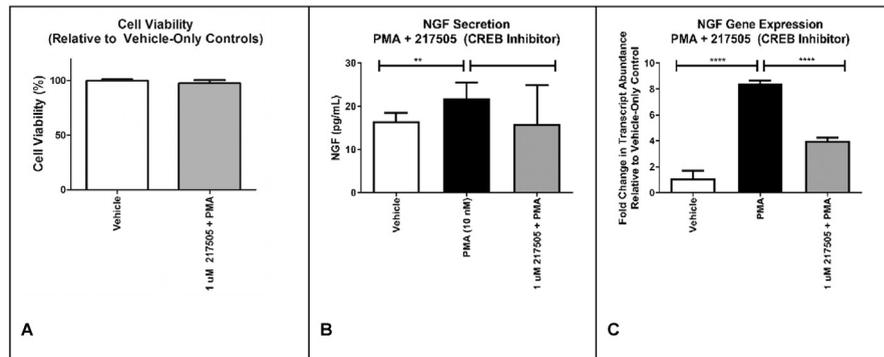 Cell Viability
(Relative to Vehicle-Only Controls)
Cell Viability (%)
100
50
0
Vehicle
1 uM 217505 + PMA
A
NGF Secretion
PMA + 217505 (CREB Inhibitor)
**
NGF (pg/mL)
30
20
10
0
Vehicle
PMA (10 nM)
1 uM 217505 + PMA
B
NGF Gene Expression
PMA + 217505 (CREB Inhibitor)
**** ****
Fold Change in Transcript Abundance
Relative to Vehicle-Only Control
10
8
6
4
2
0
Vehicle
PMA
1 uM 217505 + PMA
C